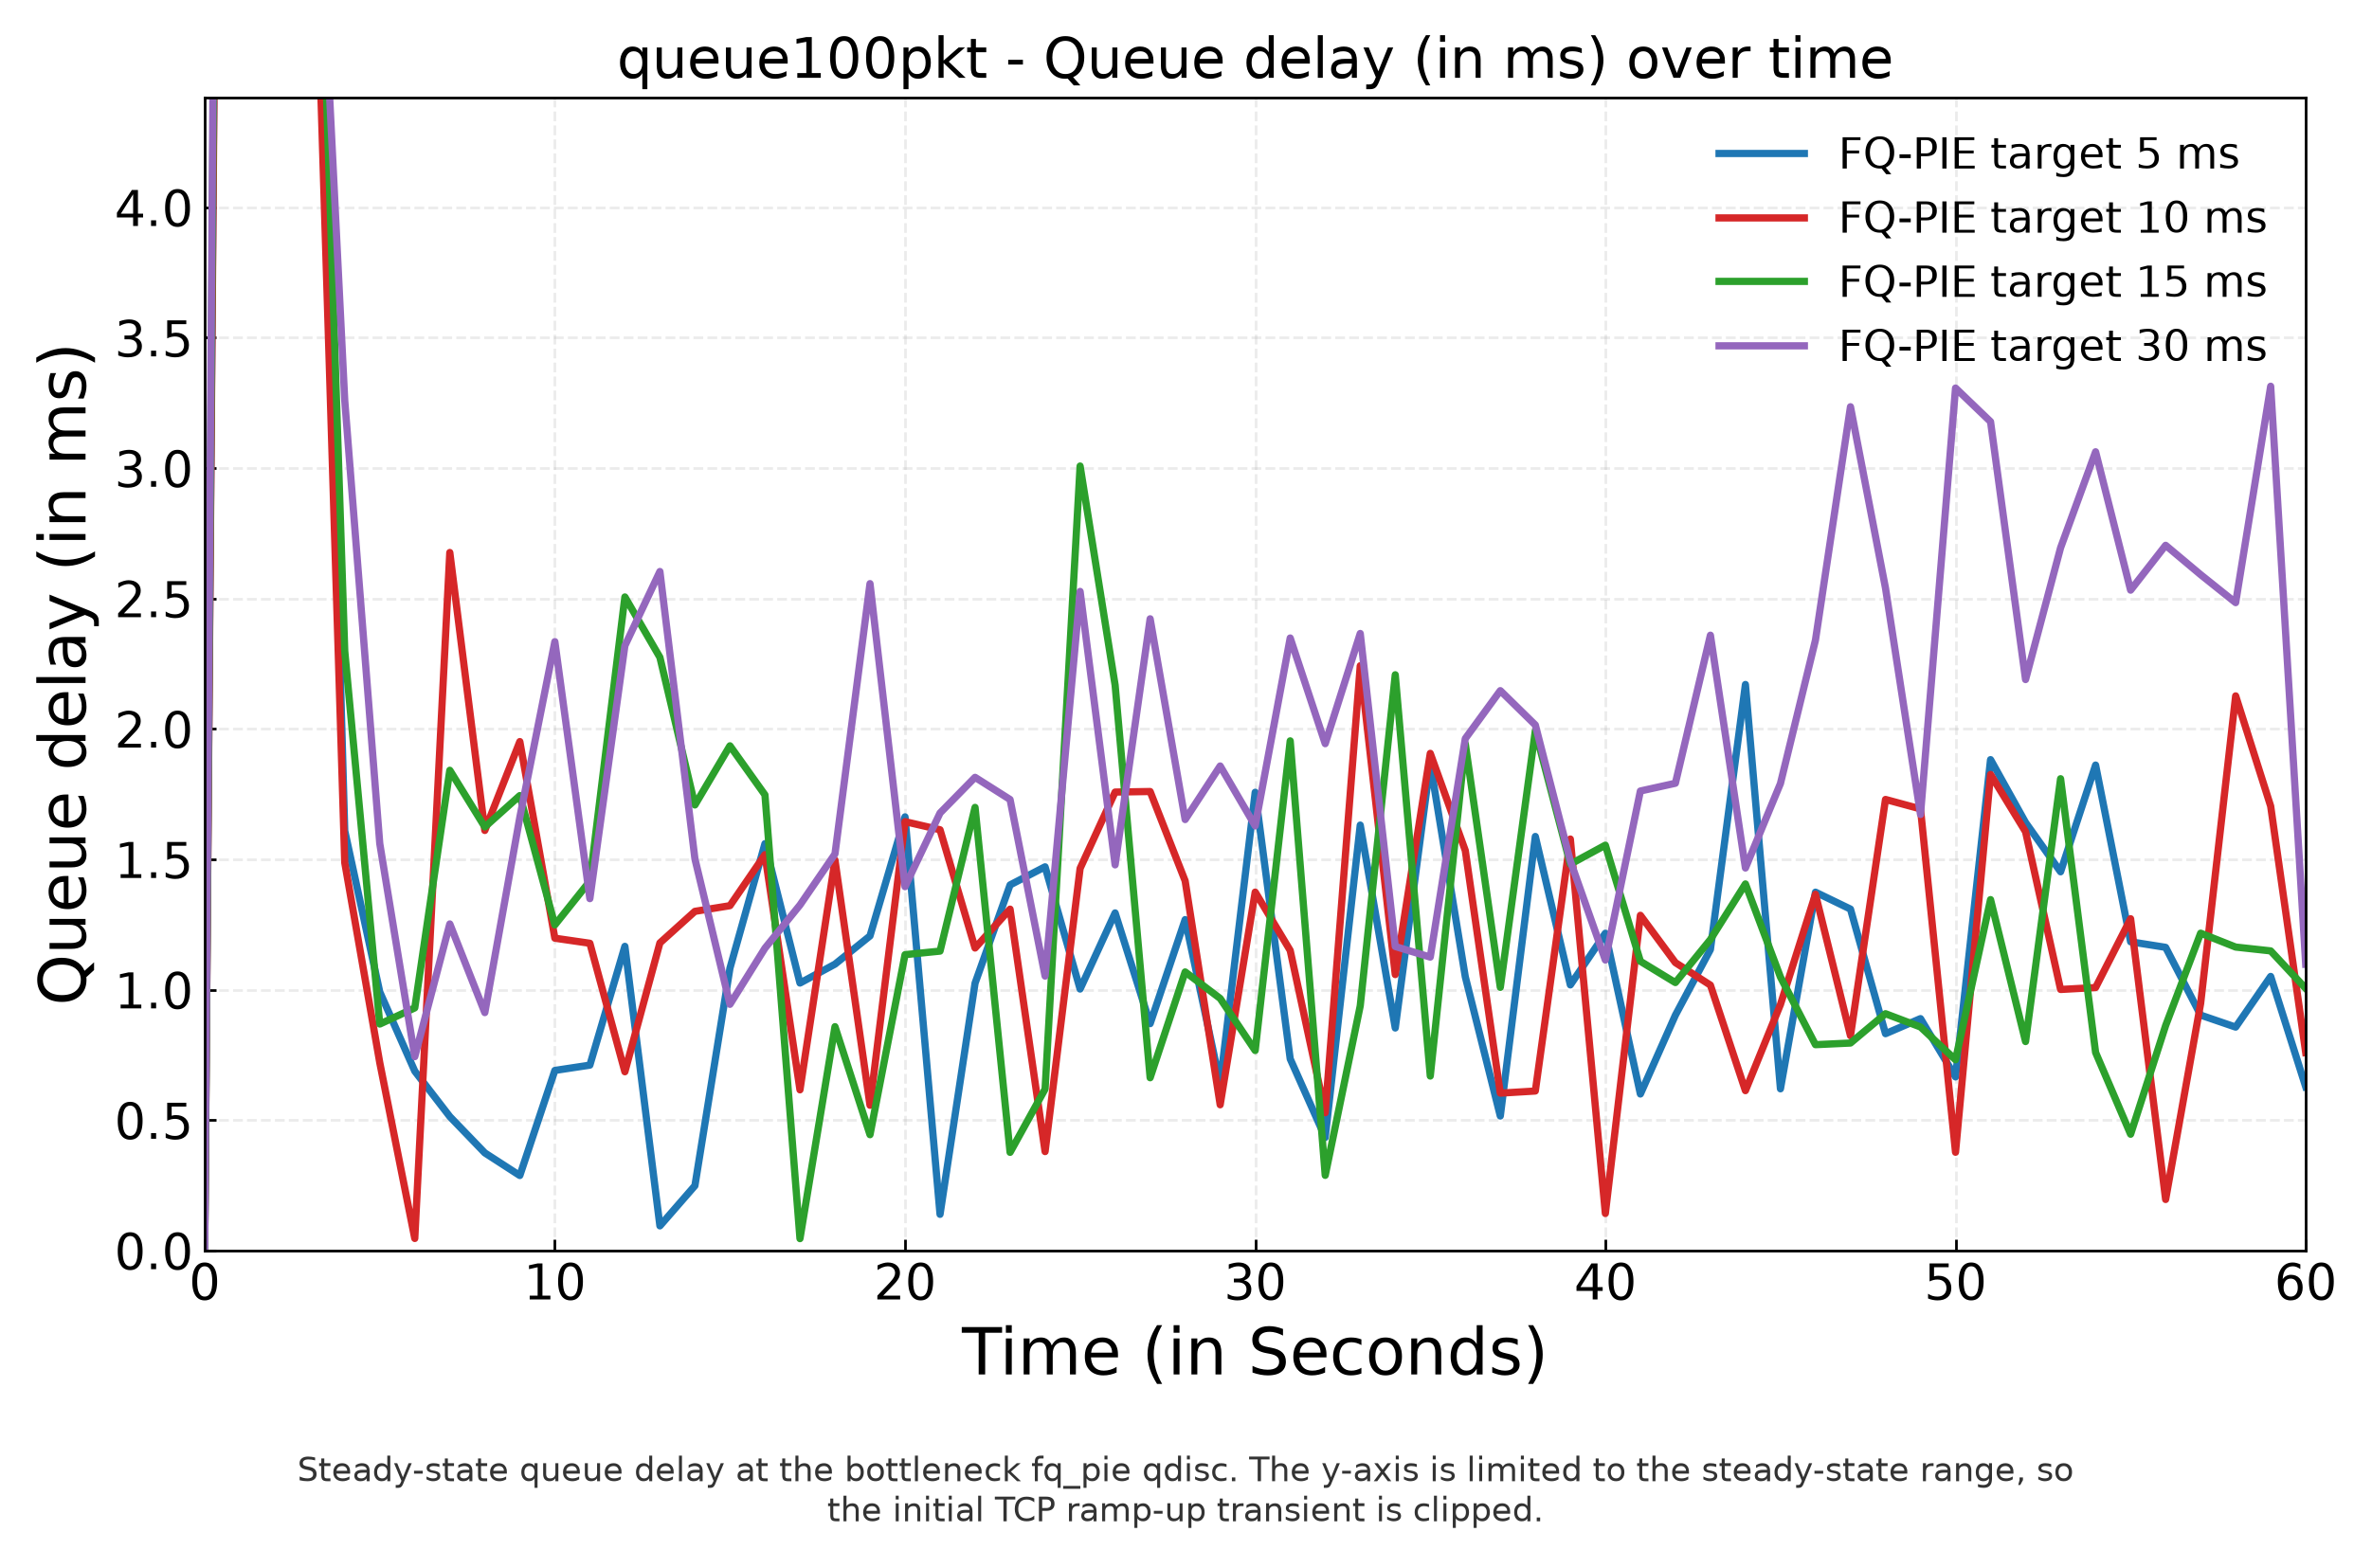 queue100pkt - Queue delay (in ms) over time
Queue delay (in ms)
4.0
3.5
3.0
2.5
2.0
1.5
1.0
0.5
0.0
FQ-PIE target 5 ms
FQ-PIE target 10 ms
FQ-PIE target 15 ms
FQ-PIE target 30 ms
0 10 20 30 40 50 60
Time (in Seconds)
Steady-state queue delay at the bottleneck fq_pie qdisc. The y-axis is limited to the steady-state range, so
the initial TCP ramp-up transient is clipped.